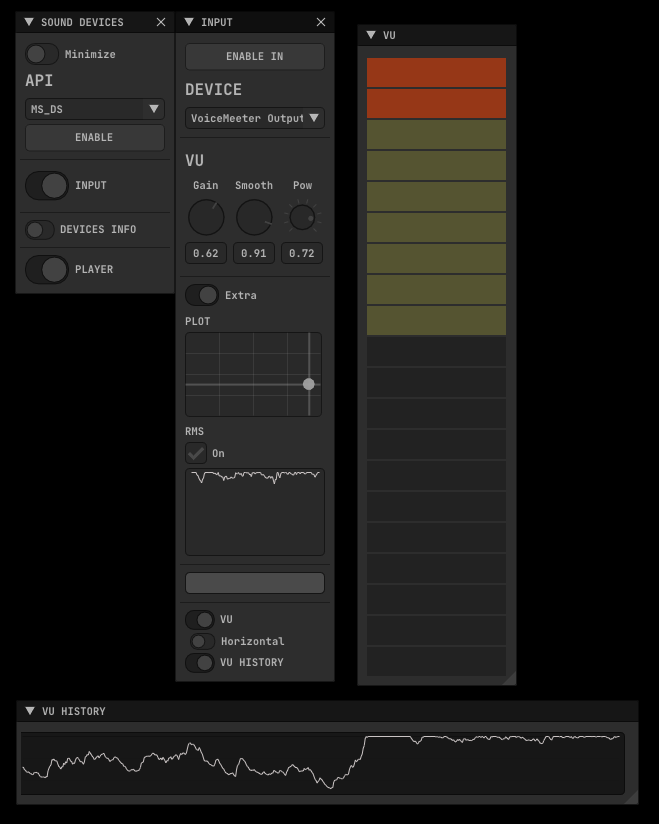 SOUND DEVICES
Minimize
API
MS_DS
ENABLE
INPUT
DEVICES INFO
PLAYER
INPUT
ENABLE IN
DEVICE
VoiceMeeter Output
VU
Gain Smooth Pow
0.62 0.91 0.72
Extra
PLOT
RMS
On
VU
Horizontal
VU HISTORY
VU
VU HISTORY